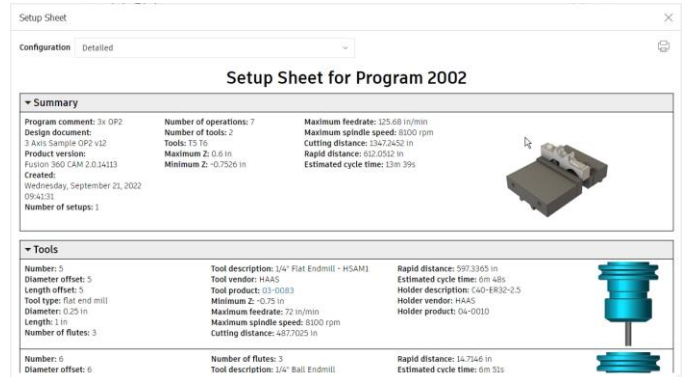 Setup Sheet
Configuration Detailed
Setup Sheet for Program 2002
Summary
Program comment: 3x OP2
Design document:
3 Axis Sample OP2 v12
Product version:
Fusion 360 CAM 2.0.14113
Created:
Wednesday, September 21, 2022
09:41:31
Number of setups: 1
Number of operations: 7
Number of tools: 2
Tools: T5 T6
Maximum Z: 0.6 in
Minimum Z: -0.7526 in
Maximum feedrate: 125.68 in/min
Maximum spindle speed: 8100 rpm
Cutting distance: 1347.2452 in
Rapid distance: 612.0512 in
Estimated cycle time: 13m 39s
Tools
Number: 5
Diameter offset: 5
Length offset: 5
Tool type: flat end mill
Diameter: 0.25 in
Length: 1 in
Number of flutes: 3
Tool description: 1/4" Flat Endmill - HSAM1
Tool vendor: HAAS
Tool product: 03-0083
Minimum Z: -0.75 in
Maximum feedrate: 72 in/min
Maximum spindle speed: 8100 rpm
Cutting distance: 487.7025 in
Rapid distance: 597.3365 in
Estimated cycle time: 6m 48s
Holder description: C40-ER32-2.5
Holder vendor: HAAS
Holder product: 04-0010
Number: 6
Diameter offset: 6
Number of flutes: 3
Tool description: 1/4" Ball Endmill
Rapid distance: 14.7146 in
Estimated cycle time: 6m 51s